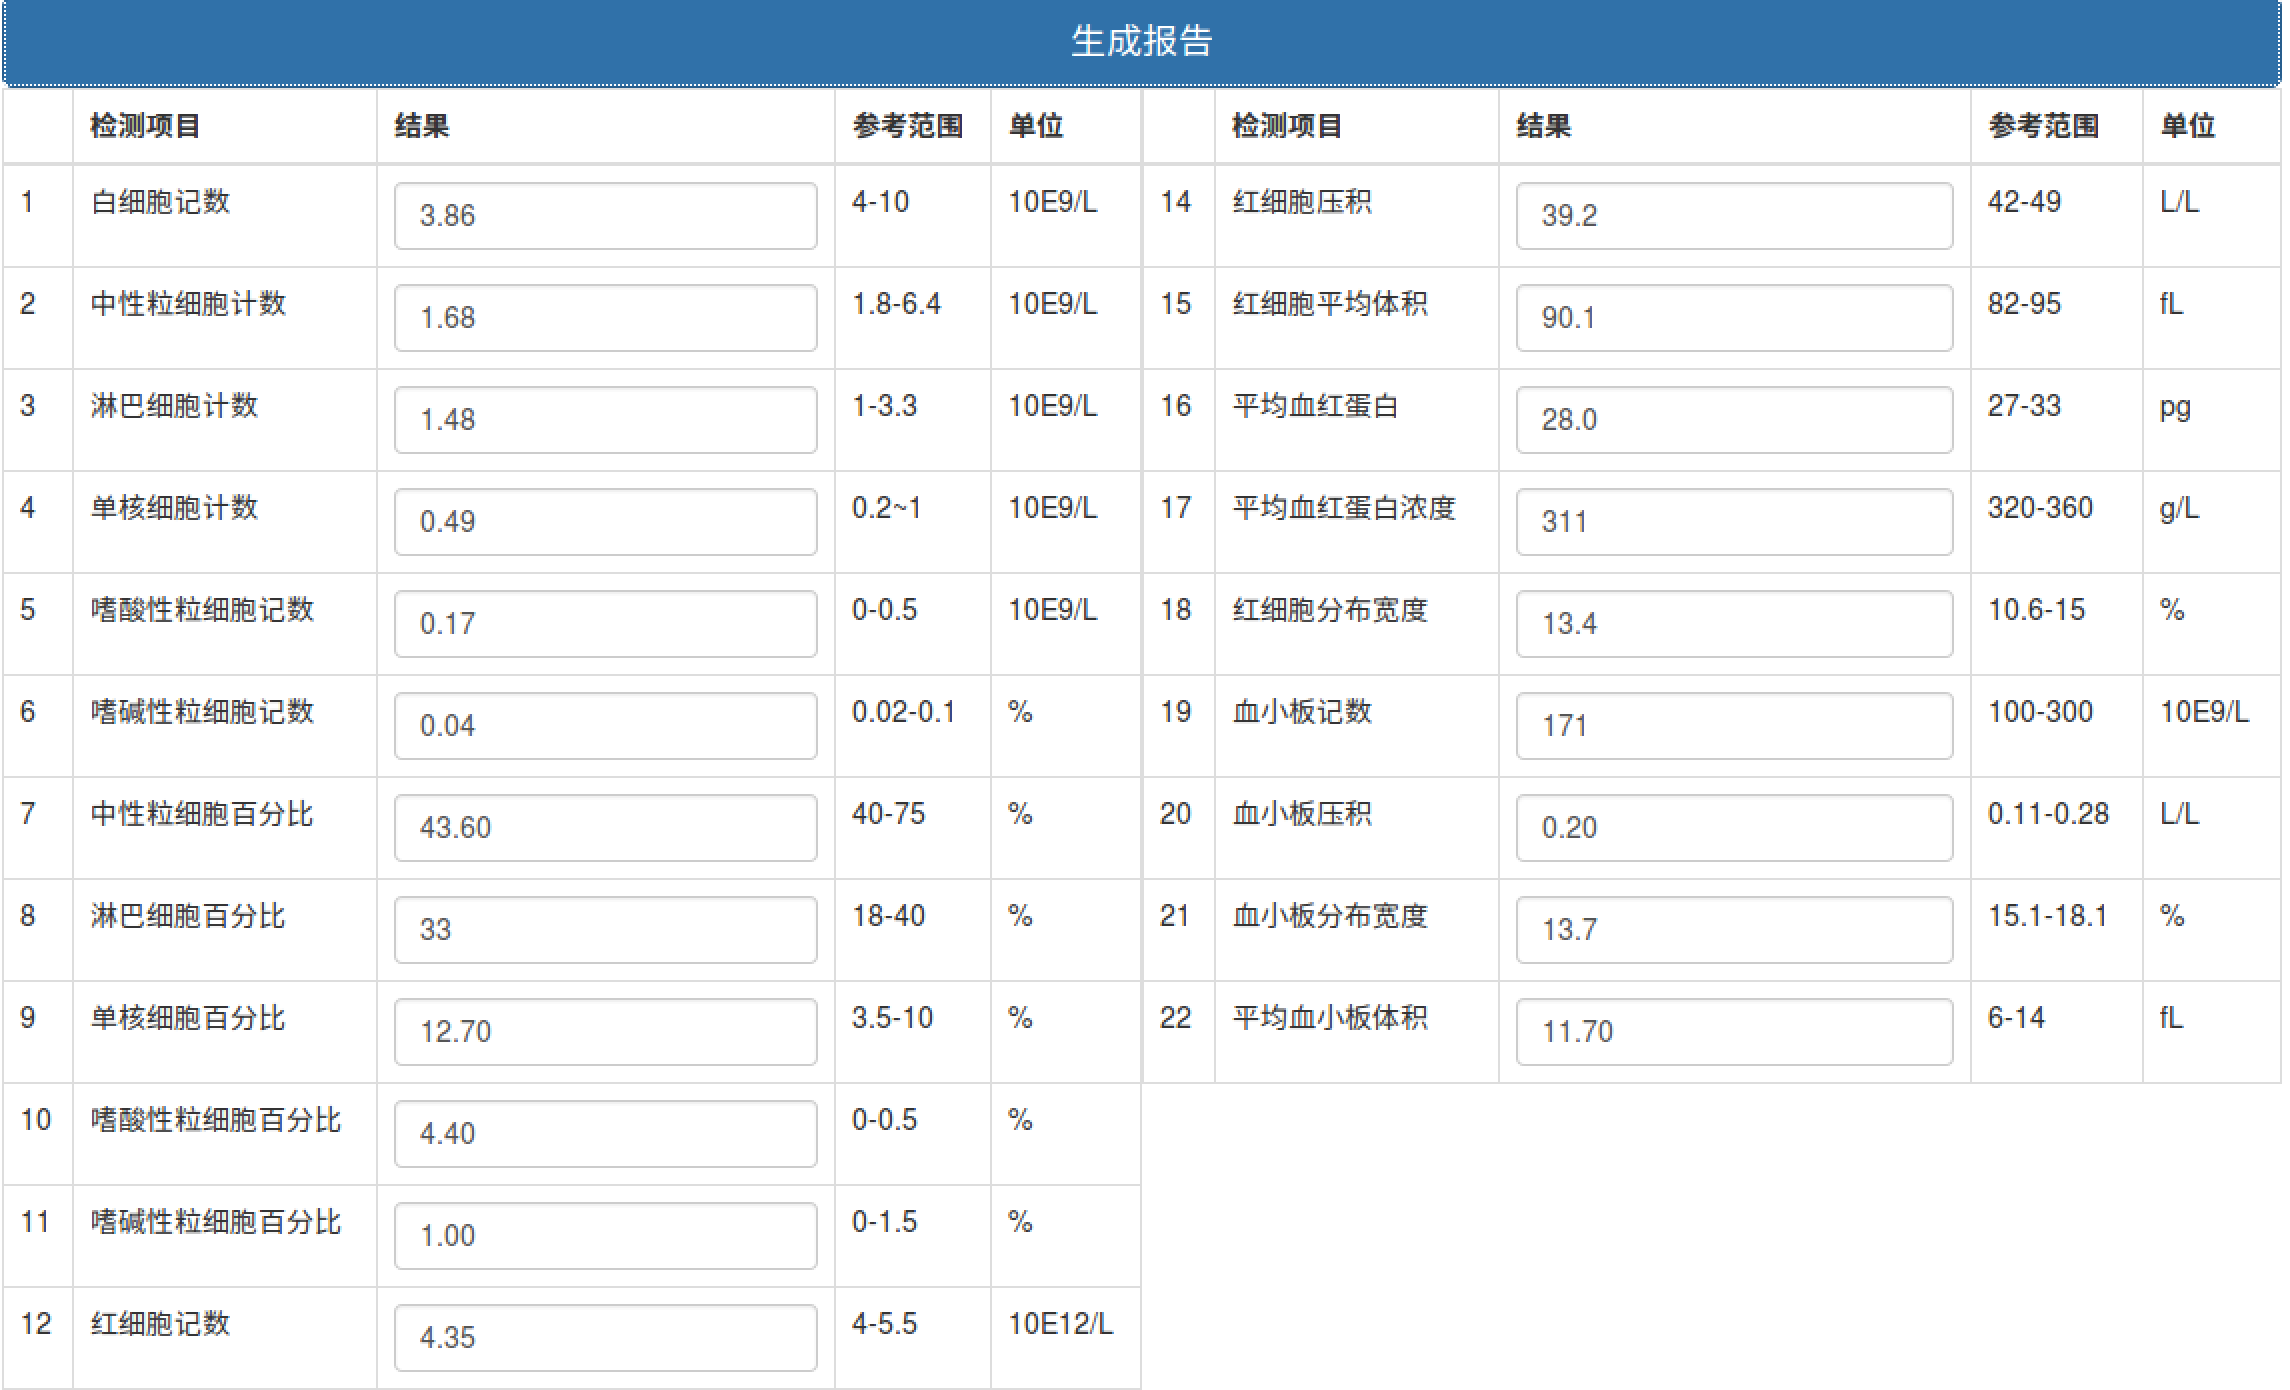 生成报告
检测项目 结果 参考范围 单位 检测项目 结果 参考范围 单位
1 白细胞记数 3.86 4-10 10E9/L 14 红细胞压积 39.2 42-49 L/L
2 中性粒细胞计数 1.68 1.8-6.4 10E9/L 15 红细胞平均体积 90.1 82-95 fL
3 淋巴细胞计数 1.48 1-3.3 10E9/L 16 平均血红蛋白 28.0 27-33 pg
4 单核细胞计数 0.49 0.2~1 10E9/L 17 平均血红蛋白浓度 311 320-360 g/L
5 嗜酸性粒细胞记数 0.17 0-0.5 10E9/L 18 红细胞分布宽度 13.4 10.6-15 %
6 嗜碱性粒细胞记数 0.04 0.02-0.1 % 19 血小板记数 171 100-300 10E9/L
7 中性粒细胞百分比 43.60 40-75 % 20 血小板压积 0.20 0.11-0.28 L/L
8 淋巴细胞百分比 33 18-40 % 21 血小板分布宽度 13.7 15.1-18.1 %
9 单核细胞百分比 12.70 3.5-10 % 22 平均血小板体积 11.70 6-14 fL
10 嗜酸性粒细胞百分比 4.40 0-0.5 %
11 嗜碱性粒细胞百分比 1.00 0-1.5 %
12 红细胞记数 4.35 4-5.5 10E12/L